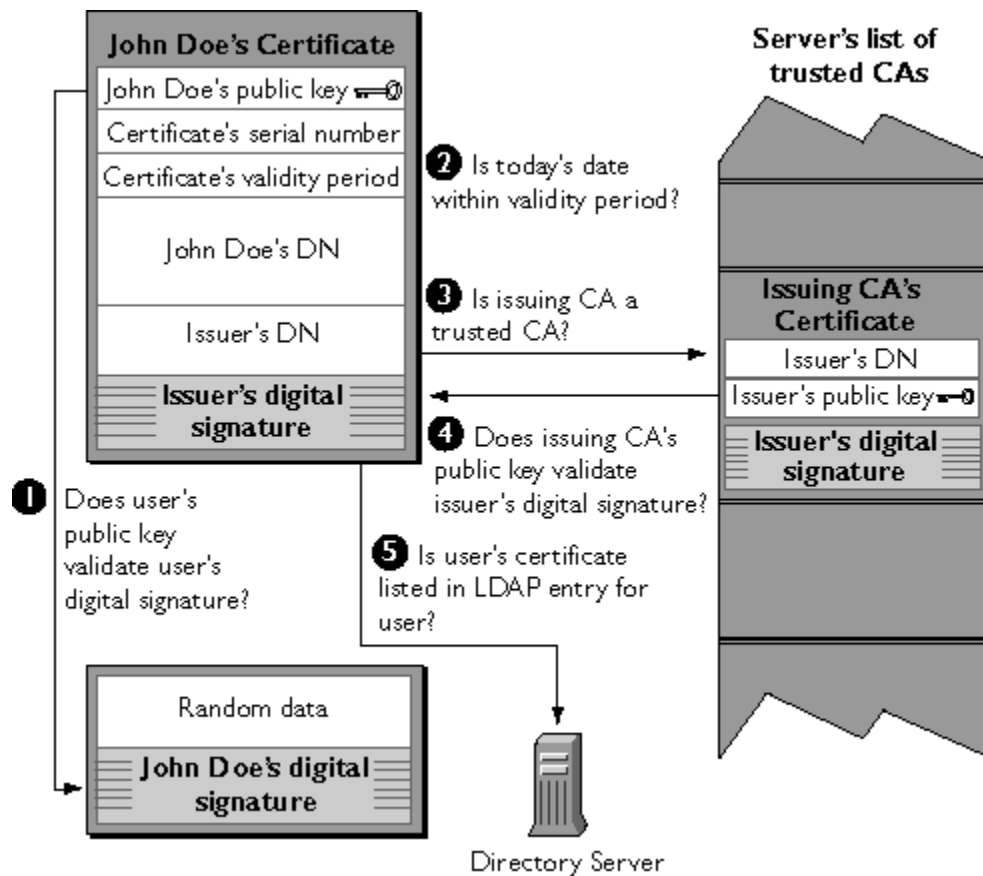 John Doe's Certificate
John Doe's public key
Certificate's serial number
Certificate's validity period
John Doe's DN
Issuer's DN
Issuer's digital
signature
Server's list of
trusted CAs
2 Is today's date
within validity period?
3 Is issuing CA a
trusted CA?
Issuing CA's
Certificate
Issuer's DN
Issuer's public key
Issuer's digital
signature
4 Does issuing CA's
public key validate
issuer's digital signature?
1 Does user's
public key
validate user's
digital signature?
5 Is user's certificate
listed in LDAP entry for
user?
Random data
John Doe's digital
signature
Directory Server